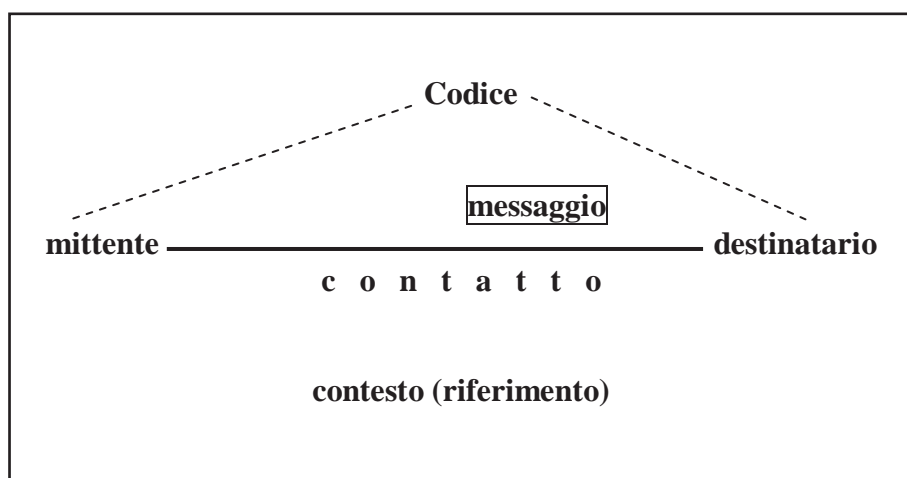 Codice
messaggio
mittente destinatario
c o n t a t t o
contesto (riferimento)